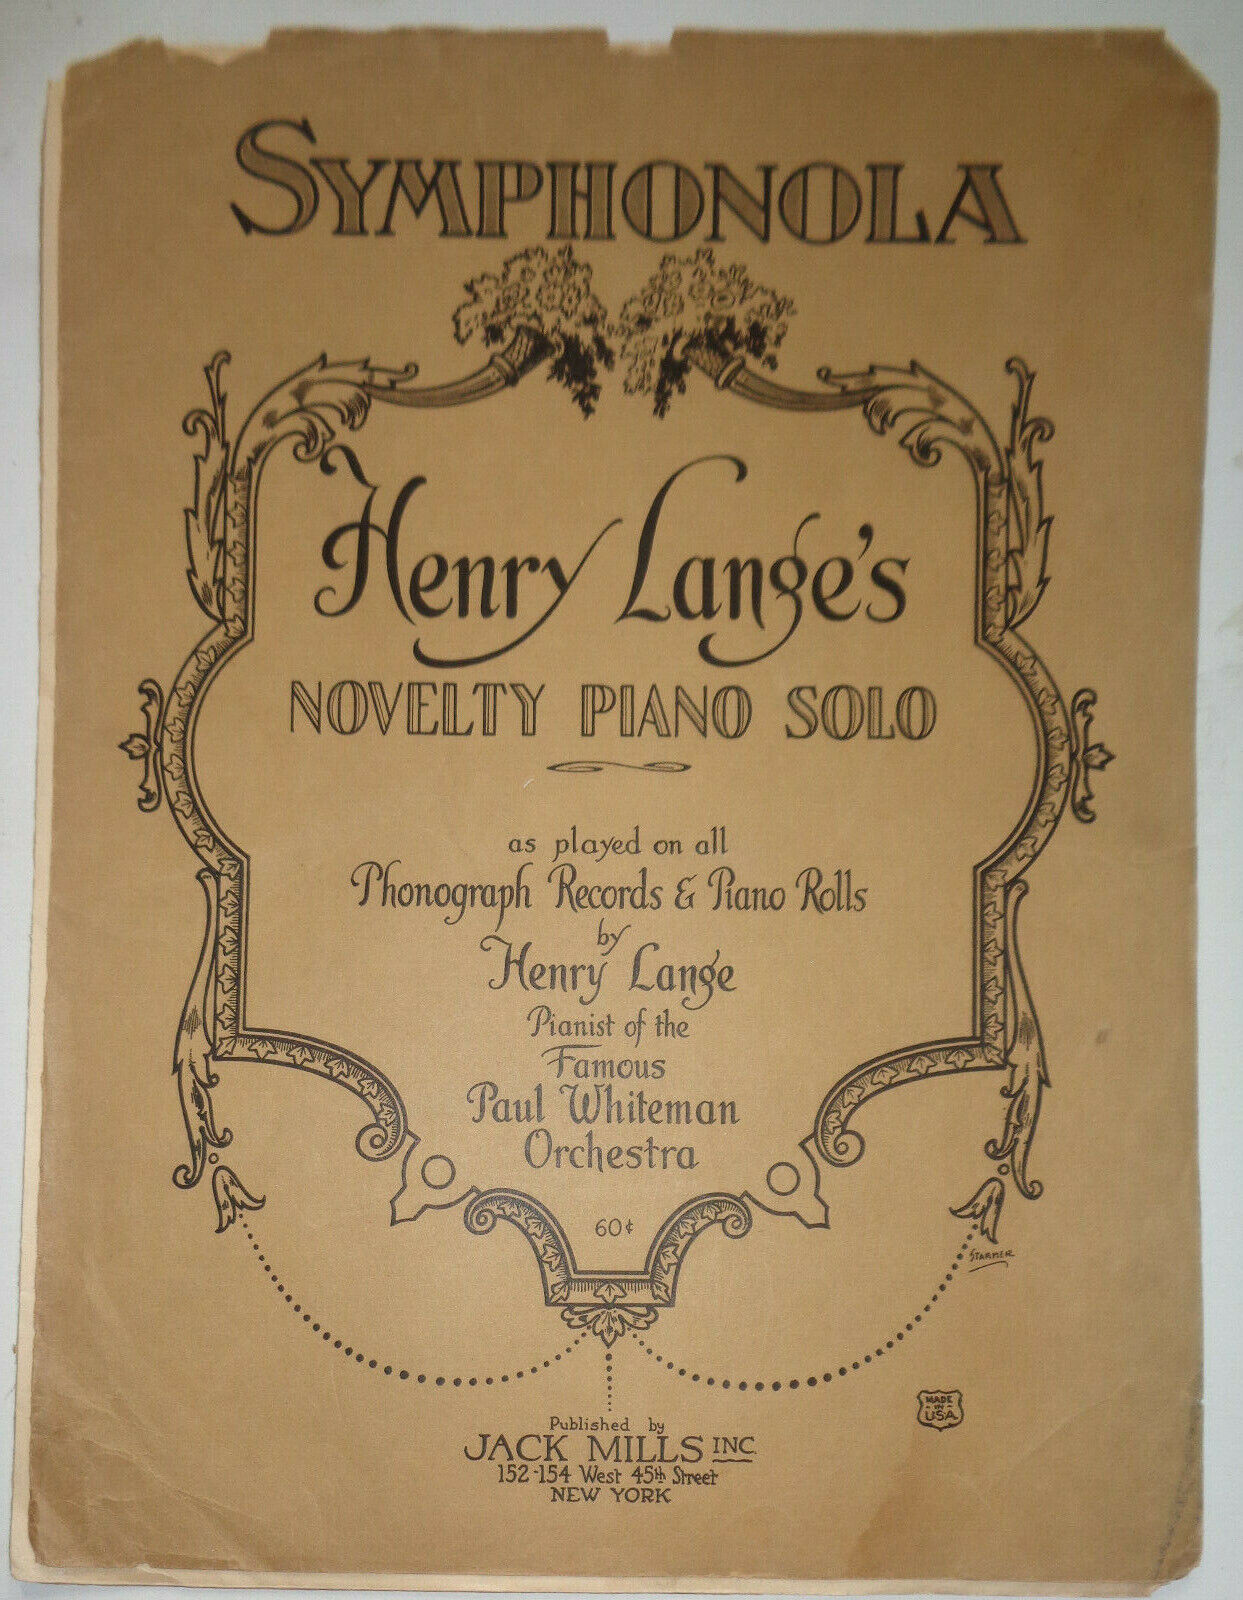 SYMPHONOLA
Henry Lange's
NOVELTY PIANO SOLO
as played on all
Phonograph Records & Piano Rolls
by
Henry Lange
Pianist of the
Famous
Paul Whiteman
Orchestra
60¢
STARMER
MADE
IN
U.S.A.
Published by
JACK MILLS INC.
152-154 West 45th Street
NEW YORK